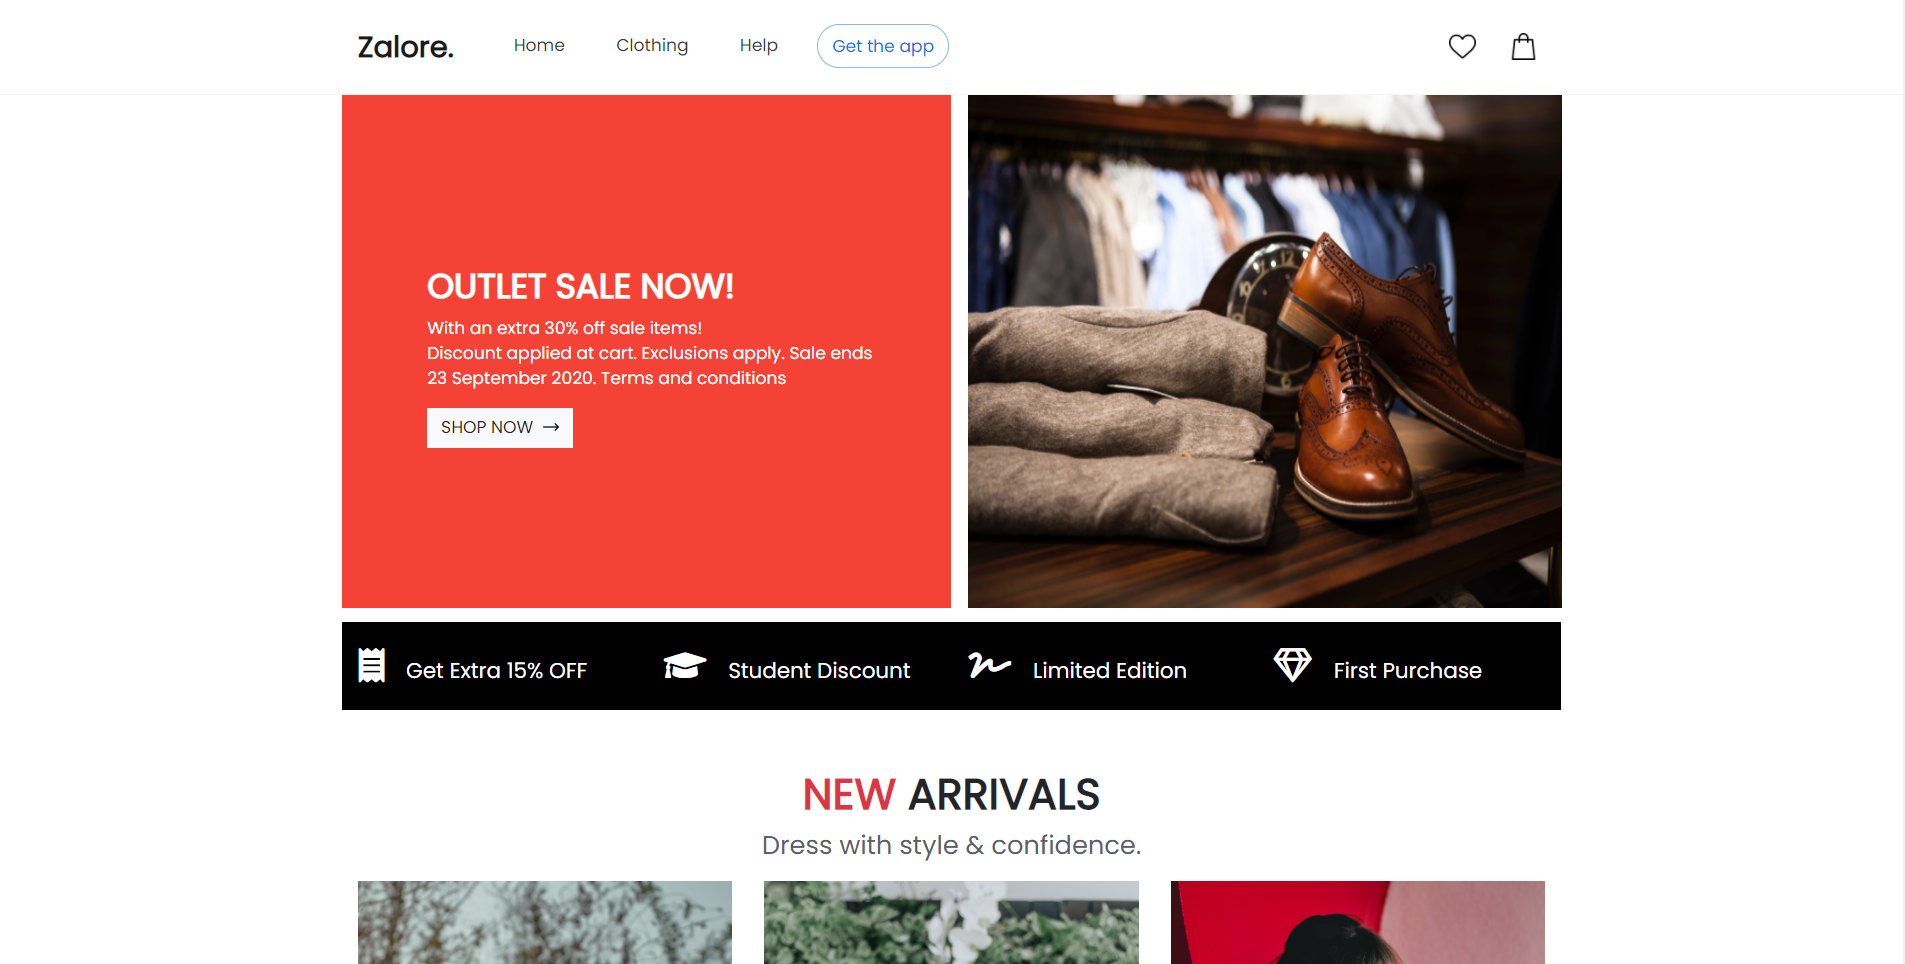 Zalore.
Home
Clothing
Help
Get the app
OUTLET SALE NOW!
With an extra 30% off sale items!
Discount applied at cart. Exclusions apply. Sale ends
23 September 2020. Terms and conditions
SHOP NOW →
Get Extra 15% OFF
Student Discount
Limited Edition
First Purchase
NEW ARRIVALS
Dress with style & confidence.